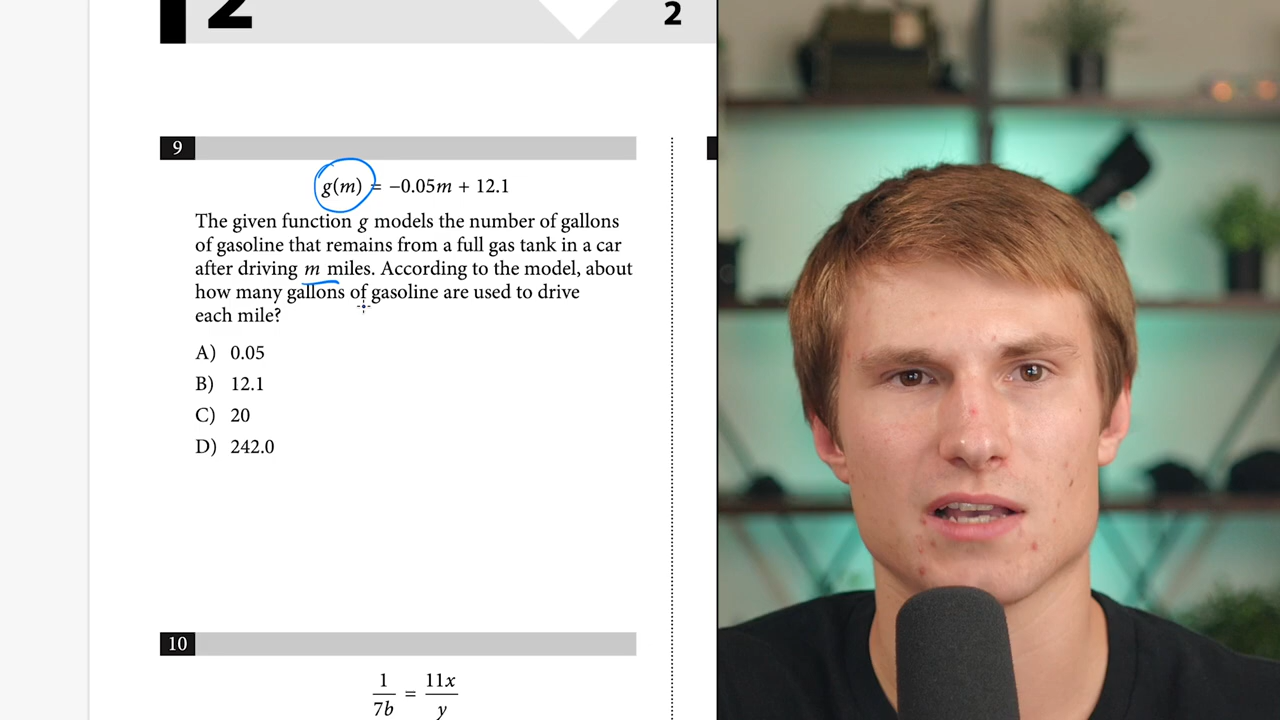 2
2
9
g(m) = −0.05m + 12.1
The given function g models the number of gallons
of gasoline that remains from a full gas tank in a car
after driving m miles. According to the model, about
how many gallons of gasoline are used to drive
each mile?
A) 0.05
B) 12.1
C) 20
D) 242.0
10
1/7b = 11x/y